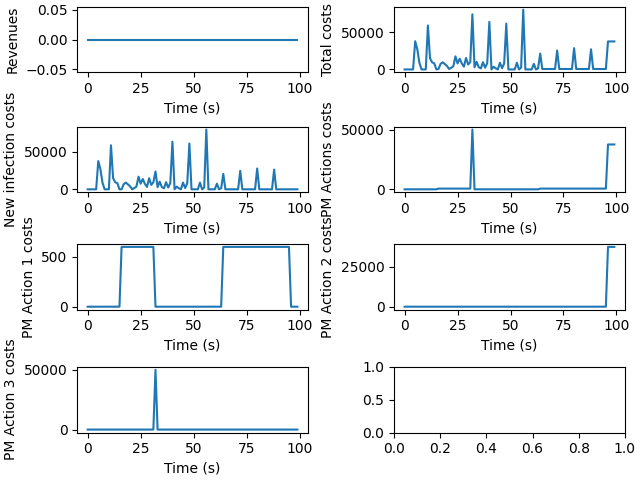 Revenues
0.05
0.00
−0.05
0 25 50 75 100
Time (s)
Total costs
50000
0
0 25 50 75 100
Time (s)
New infection costs
50000
0
0 25 50 75 100
Time (s)
PM Actions costs
50000
0
0 25 50 75 100
Time (s)
PM Action 1 costs
500
0
0 25 50 75 100
Time (s)
PM Action 2 costs
25000
0
0 25 50 75 100
Time (s)
PM Action 3 costs
50000
0
0 25 50 75 100
Time (s)
1.0
0.5
0.0
0.0 0.2 0.4 0.6 0.8 1.0